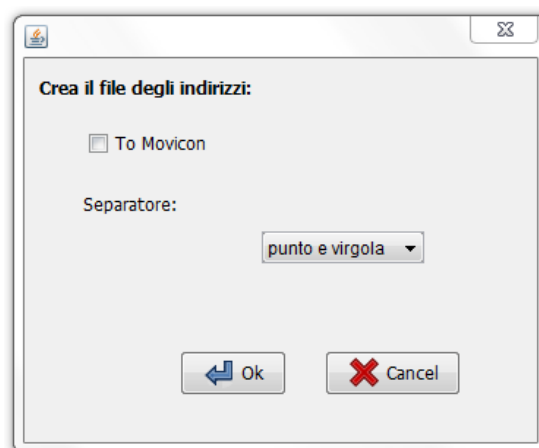 Crea il file degli indirizzi:
To Movicon
Separatore:
punto e virgola
Ok Cancel